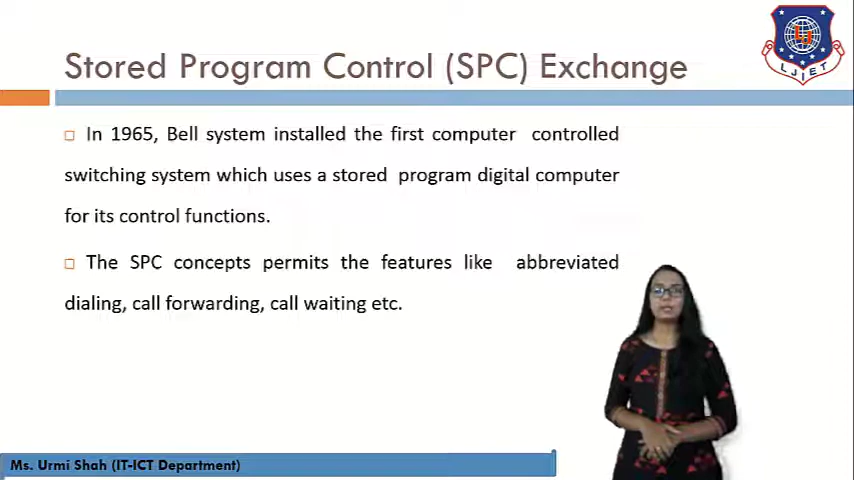 Stored Program Control (SPC) Exchange
LJIET
In 1965, Bell system installed the first computer controlled
switching system which uses a stored program digital computer
for its control functions.
The SPC concepts permits the features like abbreviated
dialing, call forwarding, call waiting etc.
Ms. Urmi Shah (IT-ICT Department)